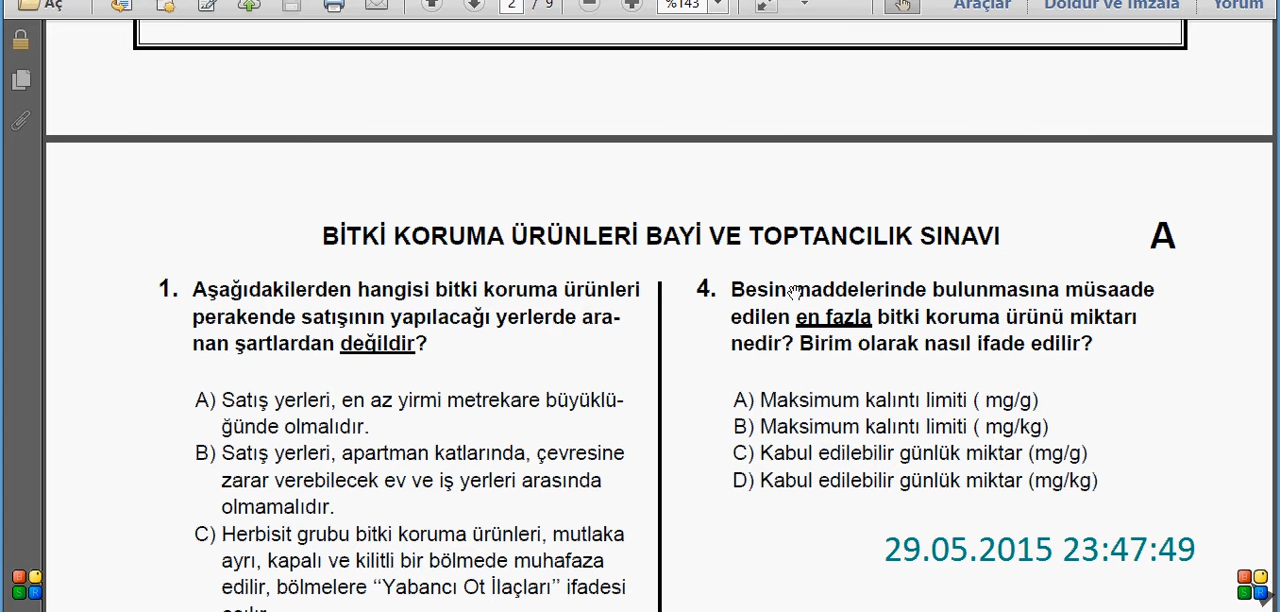 Aç
2 / 9
%143
Araçlar
Doldur ve İmzala
Yorum
BİTKİ KORUMA ÜRÜNLERİ BAYİ VE TOPTANCILIK SINAVI
A
1. Aşağıdakilerden hangisi bitki koruma ürünleri
perakende satışının yapılacağı yerlerde ara-
nan şartlardan değildir?
A) Satış yerleri, en az yirmi metrekare büyüklü-
ğünde olmalıdır.
B) Satış yerleri, apartman katlarında, çevresine
zarar verebilecek ev ve iş yerleri arasında
olmamalıdır.
C) Herbisit grubu bitki koruma ürünleri, mutlaka
ayrı, kapalı ve kilitli bir bölmede muhafaza
edilir, bölmelere ‘‘Yabancı Ot İlaçları’’ ifadesi
4. Besin maddelerinde bulunmasına müsaade
edilen en fazla bitki koruma ürünü miktarı
nedir? Birim olarak nasıl ifade edilir?
A) Maksimum kalıntı limiti ( mg/g)
B) Maksimum kalıntı limiti ( mg/kg)
C) Kabul edilebilir günlük miktar (mg/g)
D) Kabul edilebilir günlük miktar (mg/kg)
29.05.2015 23:47:49